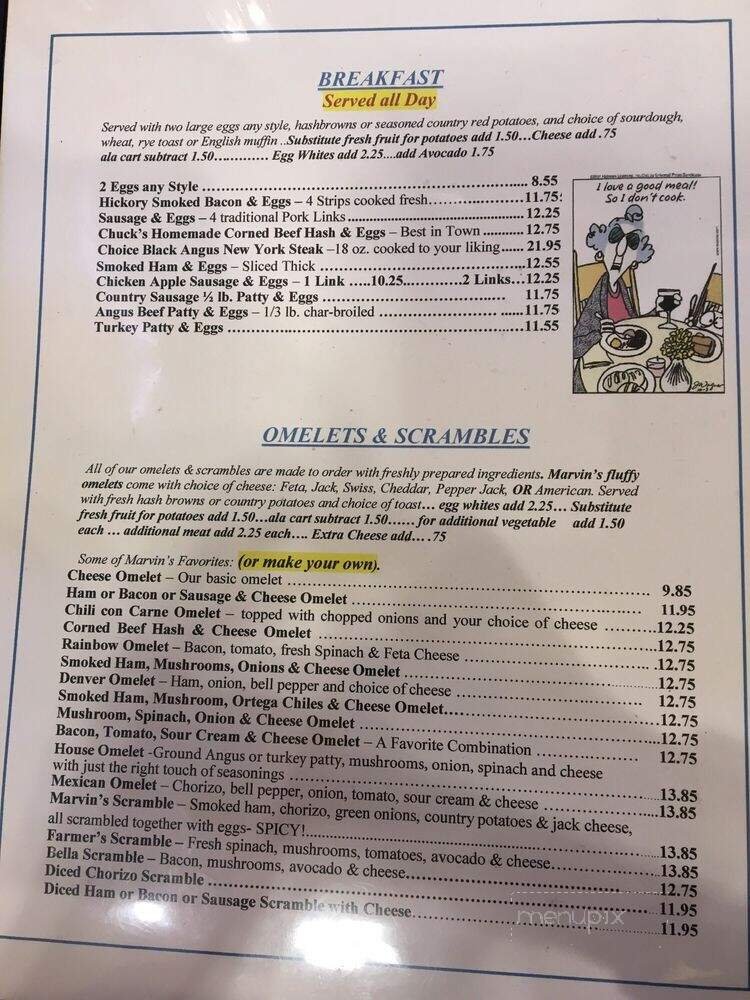 BREAKFAST
Served all Day
Served with two large eggs any style, hashbrowns or seasoned country red potatoes, and choice of sourdough,
wheat, rye toast or English muffin ..Substitute fresh fruit for potatoes add 1.50…Cheese add .75
ala cart subtract 1.50………… Egg Whites add 2.25....add Avocado 1.75
2 Eggs any Style ............ 8.55
Hickory Smoked Bacon & Eggs – 4 Strips cooked fresh............11.75
Sausage & Eggs – 4 traditional Pork Links............ 12.25
Chuck's Homemade Corned Beef Hash & Eggs – Best in Town ............ 12.75
Choice Black Angus New York Steak –18 oz. cooked to your liking...... 21.95
Smoked Ham & Eggs – Sliced Thick ............12.55
Chicken Apple Sausage & Eggs – 1 Link .....10.25............2 Links...12.25
Country Sausage ½ lb. Patty & Eggs ............ 11.75
Angus Beef Patty & Eggs – 1/3 lb. char-broiled ............11.75
Turkey Patty & Eggs ............11.55
I love a good meal!
So I don't cook.
OMELETS & SCRAMBLES
All of our omelets & scrambles are made to order with freshly prepared ingredients. Marvin's fluffy
omelets come with choice of cheese: Feta, Jack, Swiss, Cheddar, Pepper Jack, OR American. Served
with fresh hash browns or country potatoes and choice of toast… egg whites add 2.25… Substitute
fresh fruit for potatoes add 1.50…ala cart subtract 1.50……for additional vegetable add 1.50
each … additional meat add 2.25 each…. Extra Cheese add….75
Some of Marvin's Favorites: (or make your own).
Cheese Omelet – Our basic omelet ............ 9.85
Ham or Bacon or Sausage & Cheese Omelet ............ 11.95
Chili con Carne Omelet – topped with chopped onions and your choice of cheese ............12.25
Corned Beef Hash & Cheese Omelet ............12.75
Rainbow Omelet – Bacon, tomato, fresh Spinach & Feta Cheese ............12.75
Smoked Ham, Mushrooms, Onions & Cheese Omelet ............12.75
Denver Omelet – Ham, onion, bell pepper and choice of cheese ............ 12.75
Smoked Ham, Mushroom, Ortega Chiles & Cheese Omelet............12.75
Mushroom, Spinach, Onion & Cheese Omelet ............12.75
Bacon, Tomato, Sour Cream & Cheese Omelet – A Favorite Combination ............ 12.75
House Omelet -Ground Angus or turkey patty, mushrooms, onion, spinach and cheese
with just the right touch of seasonings ............13.85
Mexican Omelet – Chorizo, bell pepper, onion, tomato, sour cream & cheese ............13.85
Marvin's Scramble – Smoked ham, chorizo, green onions, country potatoes & jack cheese,
all scrambled together with eggs- SPICY!............13.85
Farmer's Scramble – Fresh spinach, mushrooms, tomatoes, avocado & cheese............13.85
Bella Scramble – Bacon, mushrooms, avocado & cheese............12.75
Diced Chorizo Scramble ............11.95
Diced Ham or Bacon or Sausage Scramble with Cheese............11.95
menupix